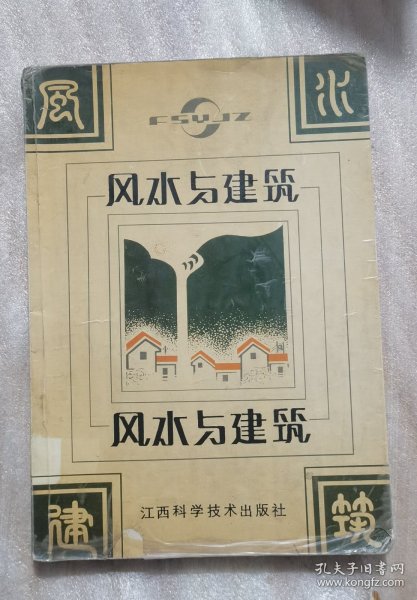 風 水
FSYJZ
风水与建筑
风水与建筑
江西科学技术出版社
建 筑
孔夫子旧书网
www.kongfz.com